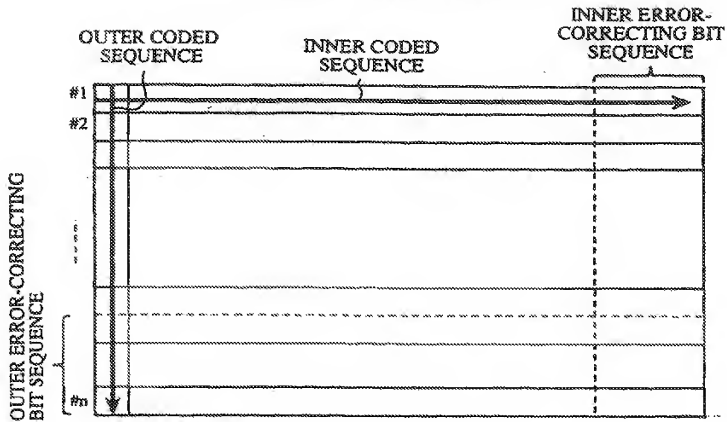 OUTER CODED
SEQUENCE
INNER CODED
SEQUENCE
INNER ERROR-
CORRECTING BIT
SEQUENCE
#1
#2
OUTER ERROR-CORRECTING
BIT SEQUENCE
#n